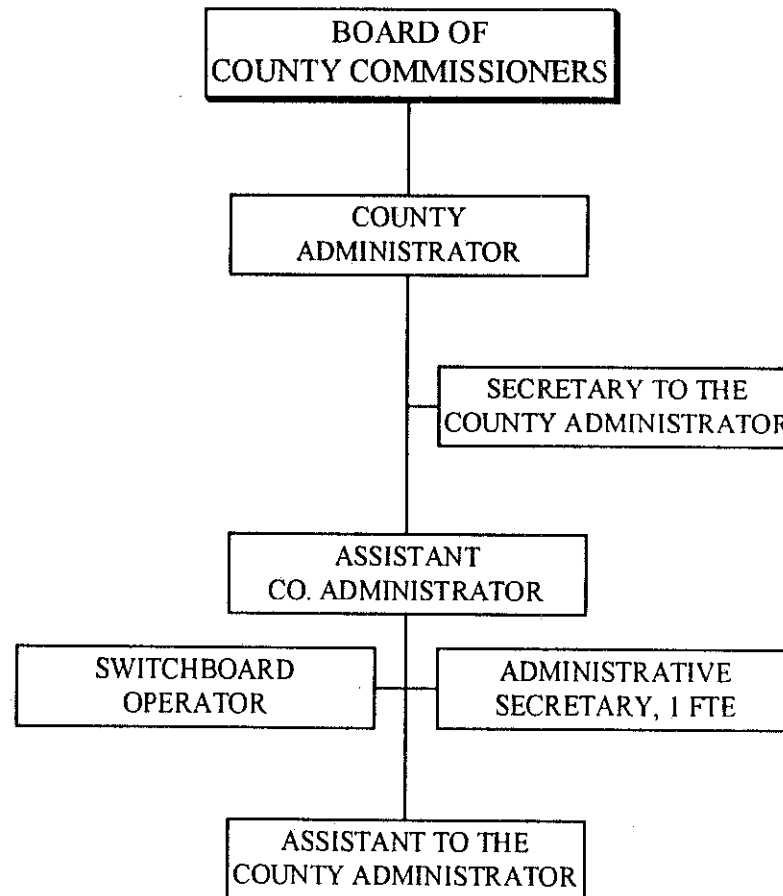 BOARD OF
COUNTY COMMISSIONERS
COUNTY
ADMINISTRATOR
SECRETARY TO THE
COUNTY ADMINISTRATOR
ASSISTANT
CO. ADMINISTRATOR
SWITCHBOARD
OPERATOR
ADMINISTRATIVE
SECRETARY, 1 FTE
ASSISTANT TO THE
COUNTY ADMINISTRATOR